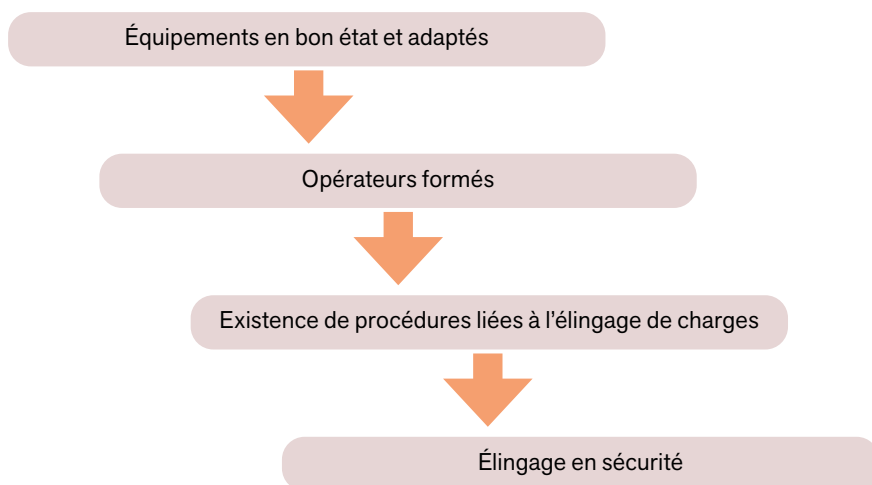 Équipements en bon état et adaptés
Opérateurs formés
Existence de procédures liées à l’élingage de charges
Élingage en sécurité